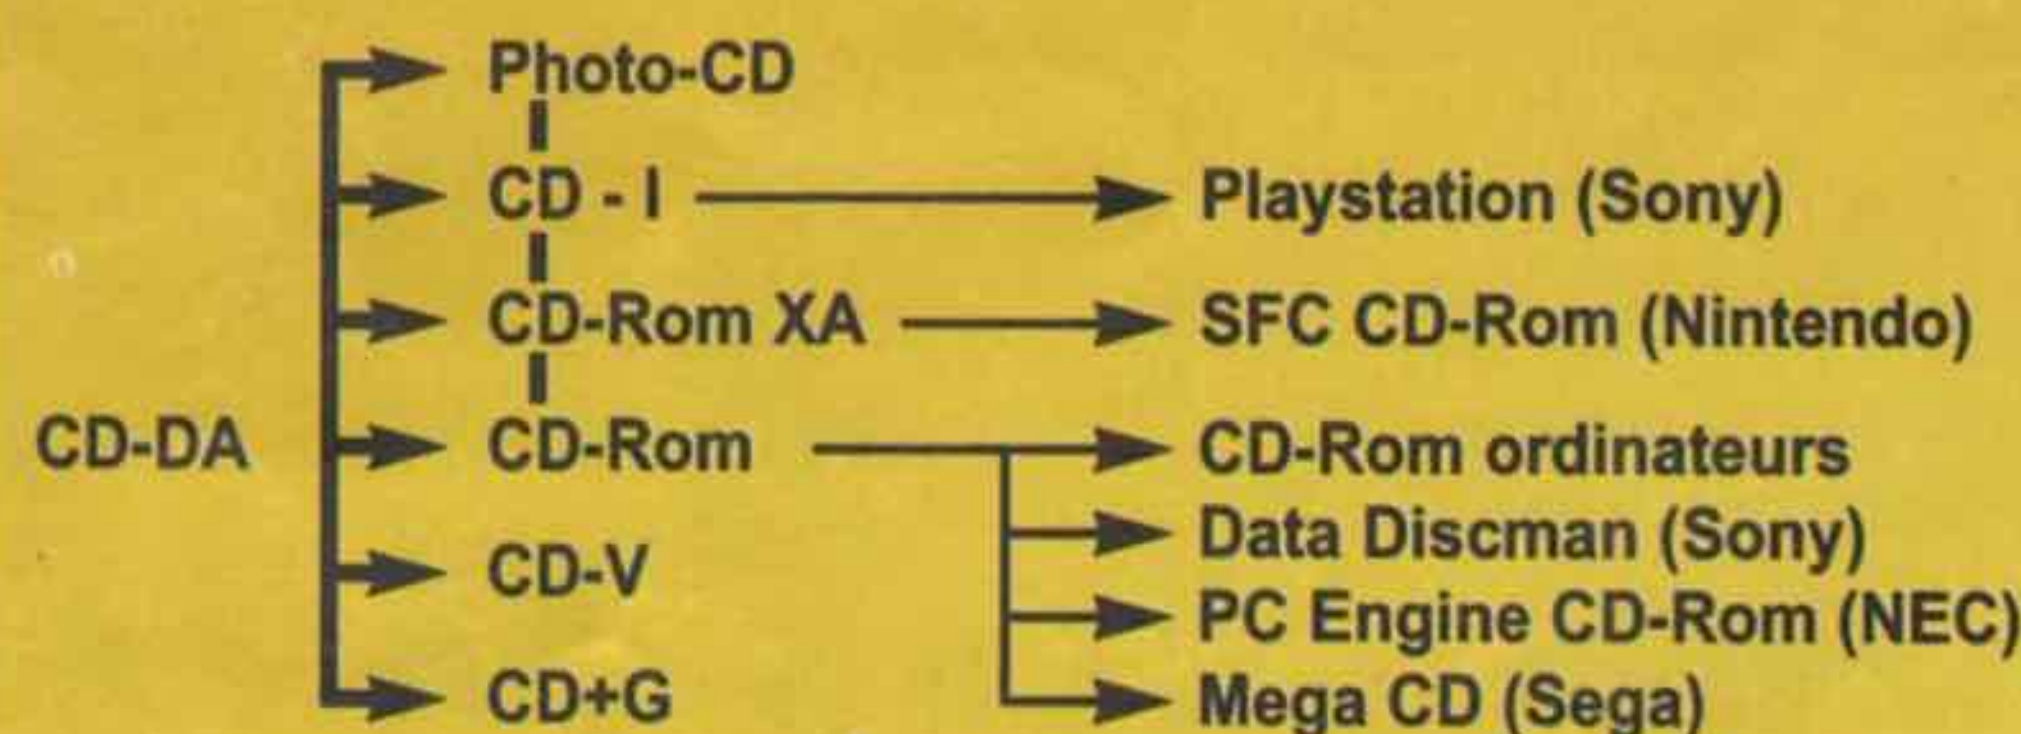 Photo-CD
CD - I Playstation (Sony)
CD-Rom XA SFC CD-Rom (Nintendo)
CD-DA CD-Rom CD-Rom ordinateurs
Data Discman (Sony)
CD-V
PC Engine CD-Rom (NEC)
CD+G Mega CD (Sega)